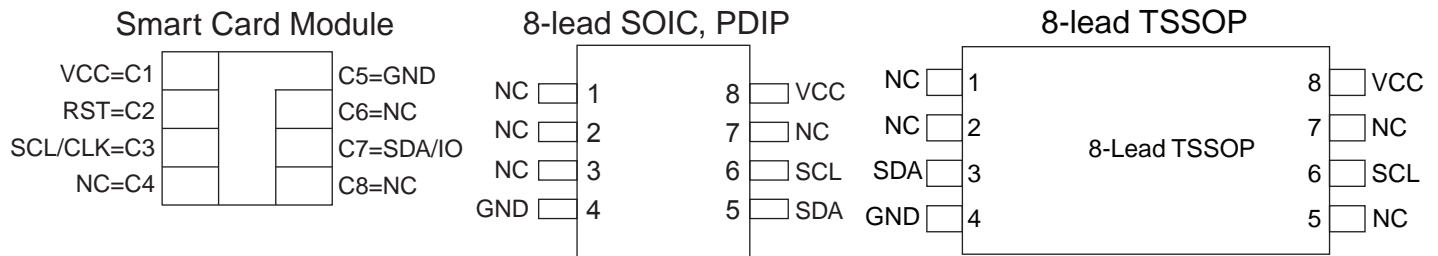 Smart Card Module
VCC=C1
C5=GND
RST=C2
C6=NC
SCL/CLK=C3
C7=SDA/IO
NC=C4
C8=NC
8-lead SOIC, PDIP
NC 1 8 VCC
NC 2 7 NC
NC 3 6 SCL
GND 4 5 SDA
8-lead TSSOP
NC 1 8 VCC
NC 2 7 NC
8-Lead TSSOP
SDA 3 6 SCL
GND 4 5 NC